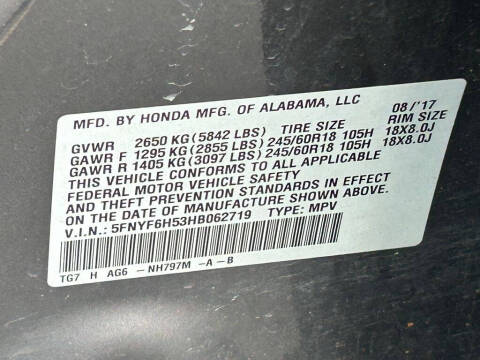 MFD. BY HONDA MFG. OF ALABAMA, LLC 08/'17
GVWR 2650 KG (5842 LBS) TIRE SIZE RIM SIZE
GAWR F 1295 KG (2855 LBS) 245/60R18 105H 18X8.0J
GAWR R 1405 KG (3097 LBS) 245/60R18 105H 18X8.0J
THIS VEHICLE CONFORMS TO ALL APPLICABLE
FEDERAL MOTOR VEHICLE SAFETY
AND THEFT PREVENTION STANDARDS IN EFFECT
ON THE DATE OF MANUFACTURE SHOWN ABOVE.
V.I.N.: 5FNYF6H53HB062719 TYPE: MPV
TG7 H AG6 -NH797M -A-B